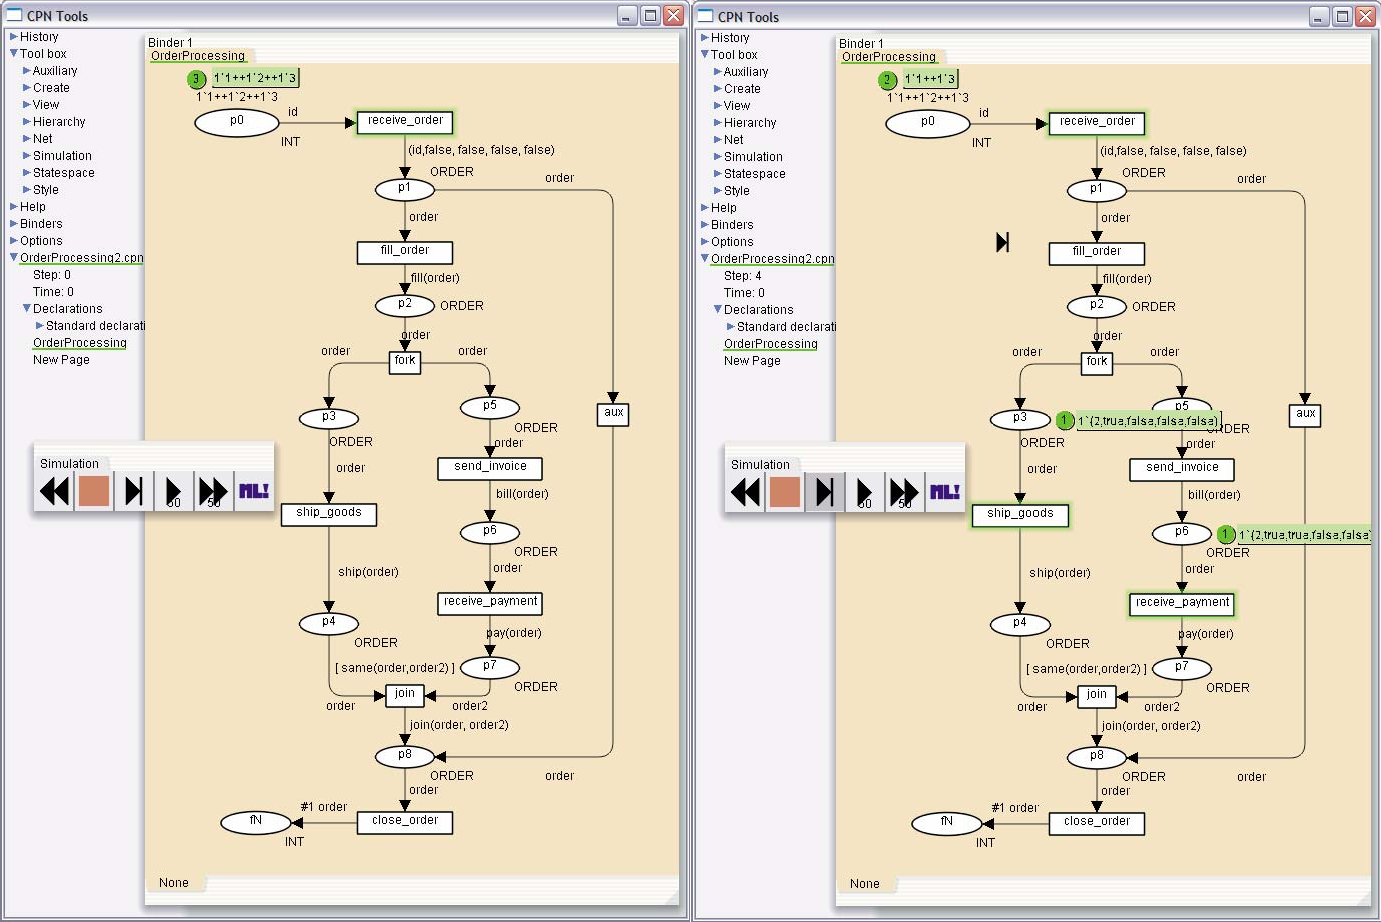 CPN Tools
History
Tool box
Auxiliary
Create
View
Hierarchy
Net
Simulation
Statespace
Style
Help
Binders
Options
OrderProcessing2.cpn
Step: 0
Time: 0
Declarations
Standard declarati
OrderProcessing
New Page
Binder 1
OrderProcessing
3
1`1++1`2++1`3
1`1++1`2++1`3
p0
id
INT
receive_order
(id,false, false, false, false)
ORDER
p1
order
order
fill_order
fill(order)
p2
ORDER
order
order
fork
order
p3
ORDER
p5
ORDER
aux
order
order
send_invoice
bill(order)
Simulation
50
50
ML!
ship_goods
p6
ORDER
order
ship(order)
receive_payment
pay(order)
p4
ORDER
[ same(order,order2) ]
p7
ORDER
join
order
order2
join(order, order2)
p8
ORDER
order
order
#1 order
fN
INT
close_order
None
CPN Tools
History
Tool box
Auxiliary
Create
View
Hierarchy
Net
Simulation
Statespace
Style
Help
Binders
Options
OrderProcessing2.cpn
Step: 4
Time: 0
Declarations
Standard declarati
OrderProcessing
New Page
Binder 1
OrderProcessing
2
1`1++1`3
1`1++1`2++1`3
p0
id
INT
receive_order
(id,false, false, false, false)
ORDER
p1
order
order
fill_order
fill(order)
p2
ORDER
order
order
fork
order
p3
1
1`(2,true,false,false,false)
ORDER
p5
ORDER
aux
order
order
send_invoice
bill(order)
Simulation
50
50
ML!
ship_goods
p6
1
1`(2,true,true,false,false)
ORDER
order
ship(order)
receive_payment
pay(order)
p4
ORDER
[ same(order,order2) ]
p7
ORDER
join
order
order2
join(order, order2)
p8
ORDER
order
order
#1 order
fN
INT
close_order
None